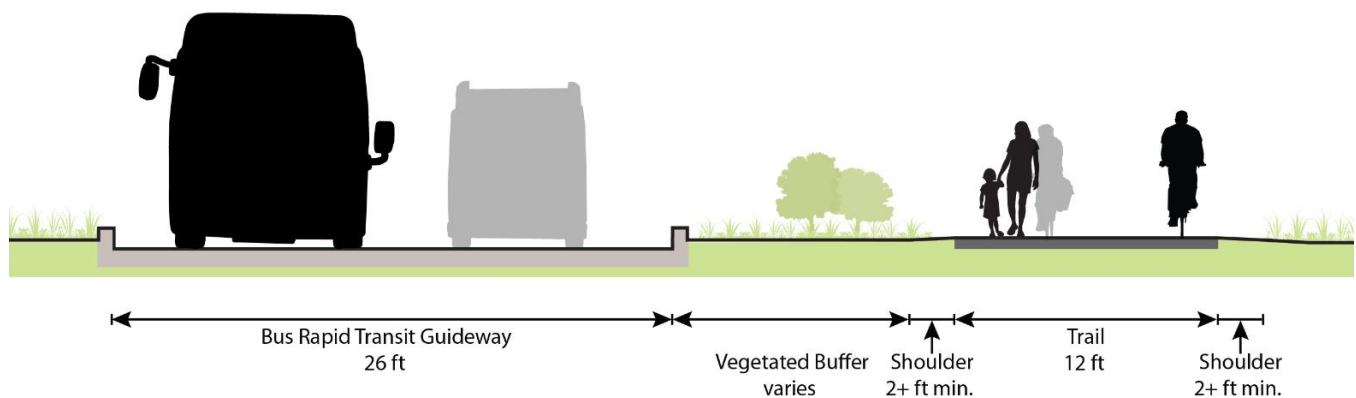 Bus Rapid Transit Guideway
26 ft
Vegetated Buffer
varies
Shoulder
2+ ft min.
Trail
12 ft
Shoulder
2+ ft min.